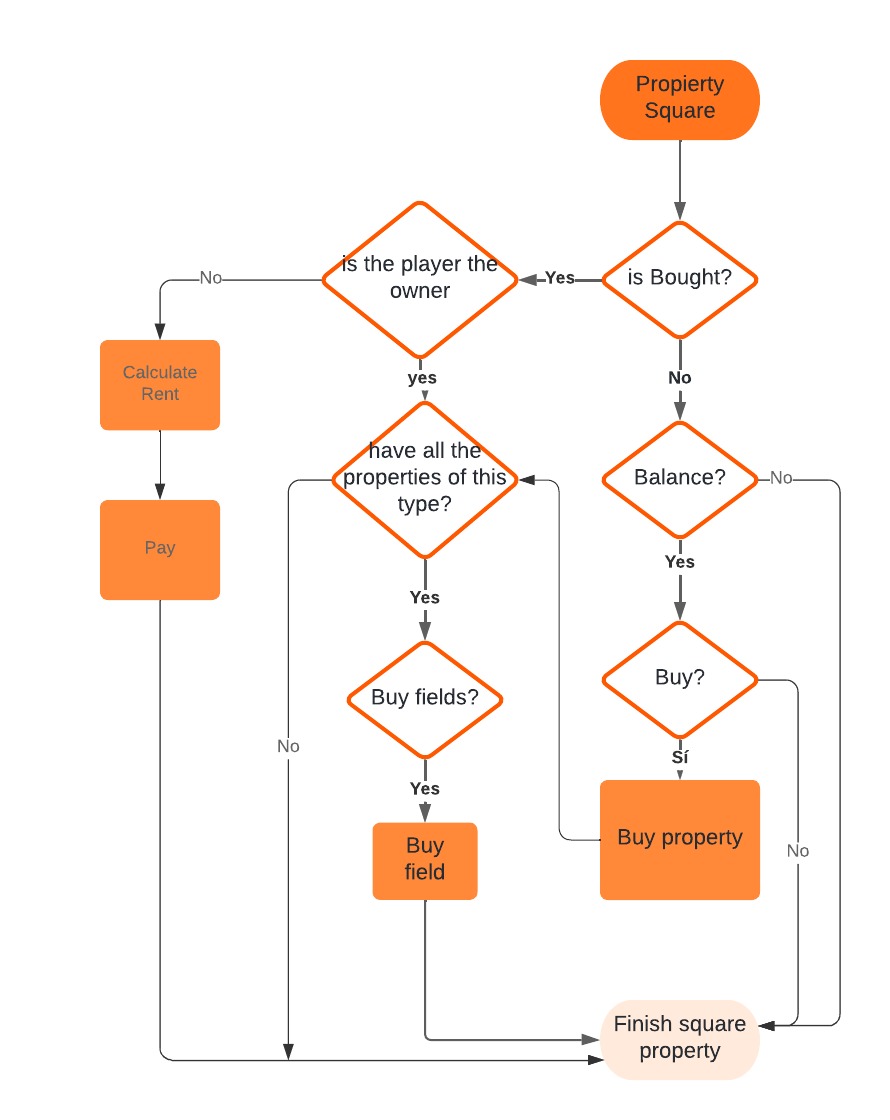 Propierty
Square
is the player the
owner
No
Yes
is Bought?
Calculate
Rent
yes
No
have all the
properties of this
type?
Balance?
No
Pay
Yes
Yes
Buy fields?
Buy?
No
Sí
Yes
Buy
field
Buy property
No
Finish square
property